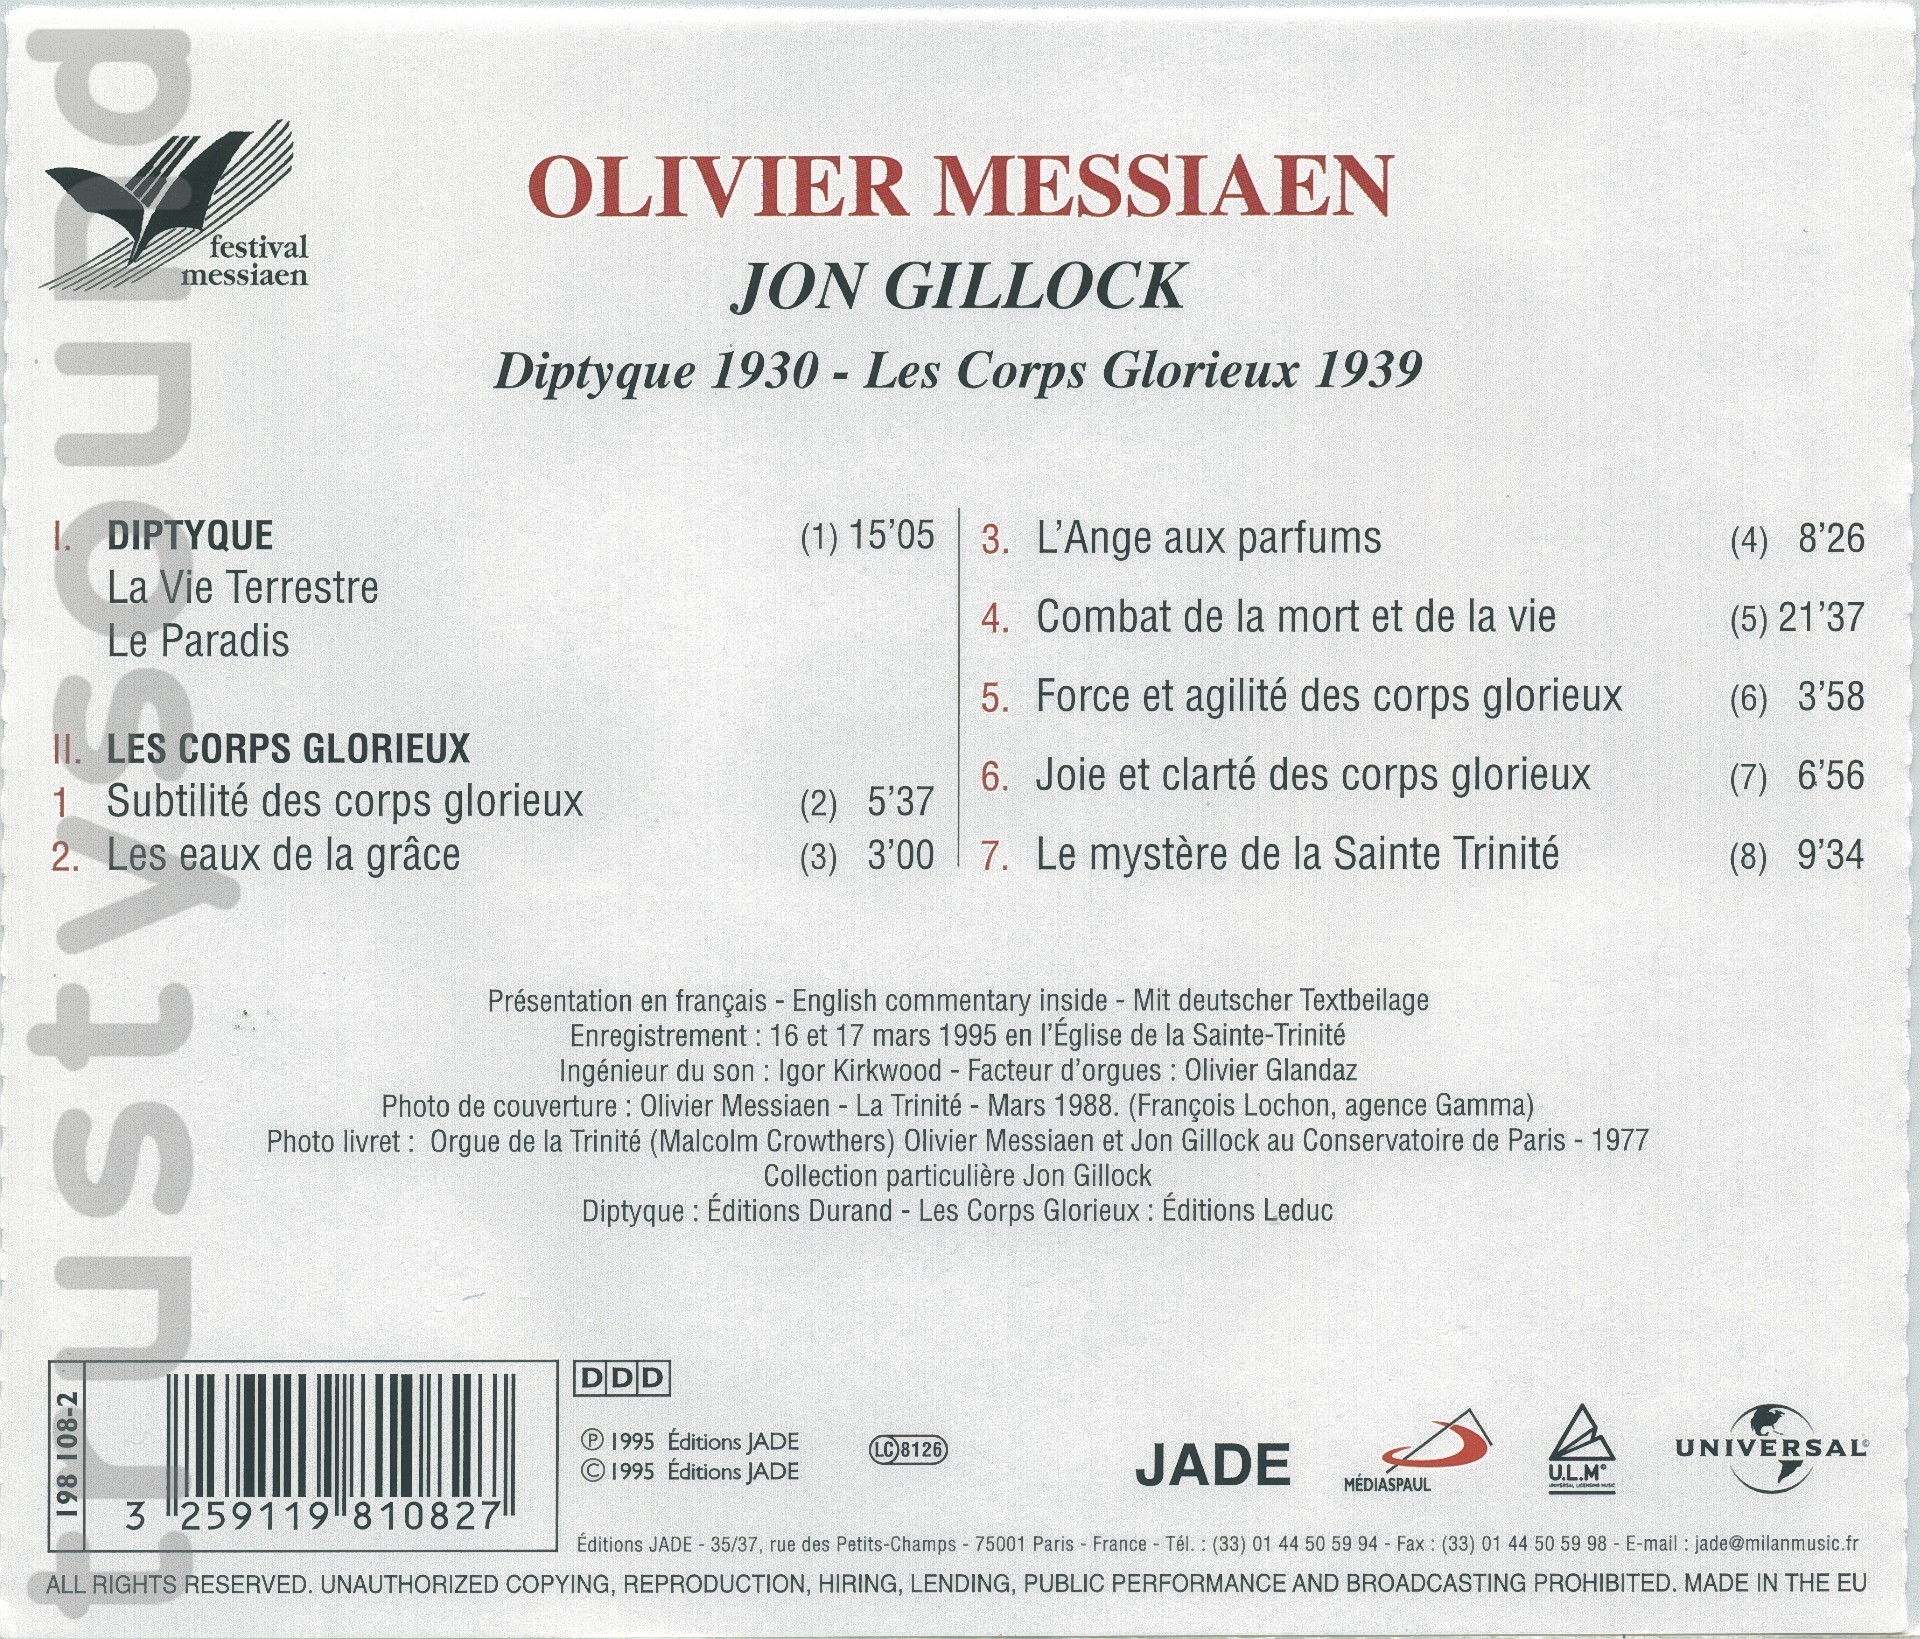 festival
messiaen
OLIVIER MESSIAEN
JON GILLOCK
Diptyque 1930 - Les Corps Glorieux 1939
I. DIPTYQUE (1) 15'05
La Vie Terrestre
Le Paradis
II. LES CORPS GLORIEUX
1 Subtilité des corps glorieux (2) 5'37
2. Les eaux de la grâce (3) 3'00
3. L'Ange aux parfums (4) 8'26
4. Combat de la mort et de la vie (5) 21'37
5. Force et agilité des corps glorieux (6) 3'58
6. Joie et clarté des corps glorieux (7) 6'56
7. Le mystère de la Sainte Trinité (8) 9'34
Présentation en français - English commentary inside - Mit deutscher Textbeilage
Enregistrement : 16 et 17 mars 1995 en l'Église de la Sainte-Trinité
Ingénieur du son : Igor Kirkwood - Facteur d'orgues : Olivier Glandaz
Photo de couverture : Olivier Messiaen - La Trinité - Mars 1988. (François Lochon, agence Gamma)
Photo livret : Orgue de la Trinité (Malcolm Crowthers) Olivier Messiaen et Jon Gillock au Conservatoire de Paris - 1977
Collection particulière Jon Gillock
Diptyque : Éditions Durand - Les Corps Glorieux : Éditions Leduc
198 108-2
3 259119 810827
DDD
℗ 1995 Éditions JADE
© 1995 Éditions JADE
LC 8126
JADE
MÉDIASPAUL
U.L.M®
UNIVERSAL LICENSING MUSIC
UNIVERSAL
Éditions JADE - 35/37, rue des Petits-Champs - 75001 Paris - France - Tél. : (33) 01 44 50 59 94 - Fax : (33) 01 44 50 59 98 - E-mail : jade@milanmusic.fr
ALL RIGHTS RESERVED. UNAUTHORIZED COPYING, REPRODUCTION, HIRING, LENDING, PUBLIC PERFORMANCE AND BROADCASTING PROHIBITED. MADE IN THE EU
trustysound